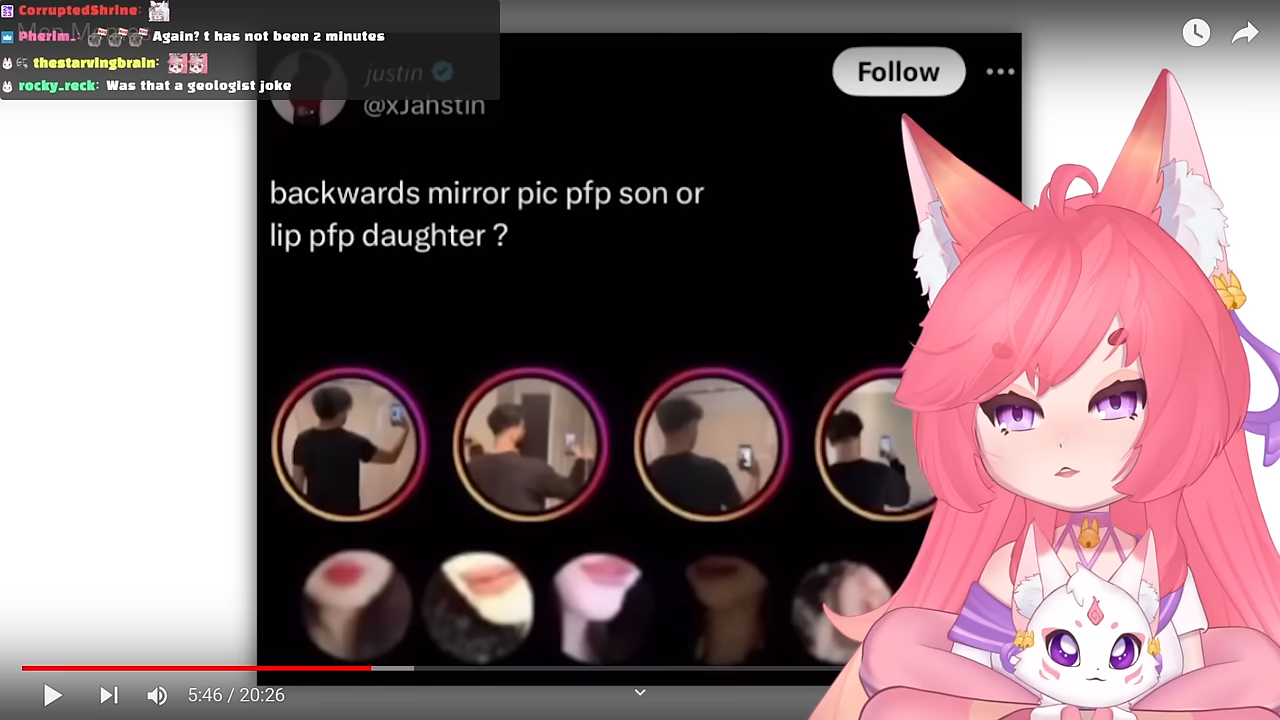 CorruptedShrine:
Pherim_: Again? t has not been 2 minutes
thestarvingbrain:
rocky_reck: Was that a geologist joke
justin
@xJahstin
Follow
backwards mirror pic pfp son or
lip pfp daughter ?
5:46 / 20:26